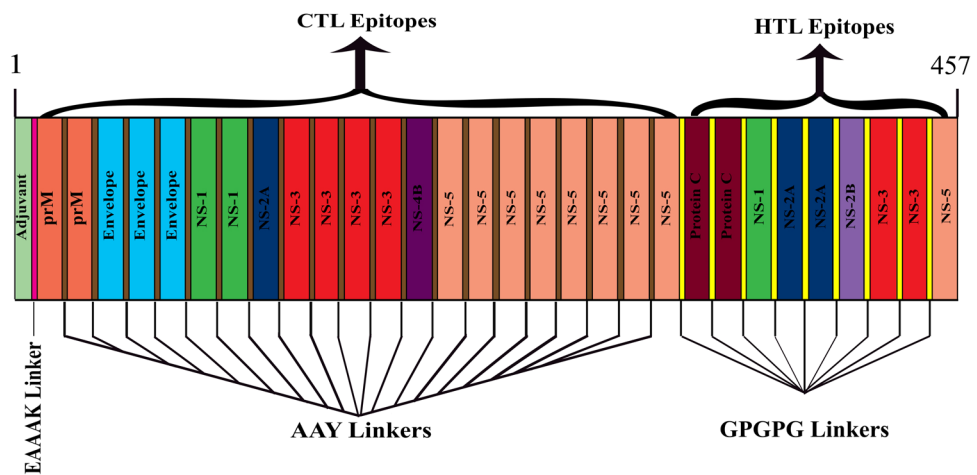 CTL Epitopes
HTL Epitopes
1
457
Adjuvant
prM
prM
Envelope
Envelope
Envelope
NS-1
NS-1
NS-2A
NS-3
NS-3
NS-3
NS-3
NS-4B
NS-5
NS-5
NS-5
NS-5
NS-5
NS-5
NS-5
NS-5
Protein C
Protein C
NS-1
NS-2A
NS-2A
NS-2B
NS-3
NS-3
NS-5
EAAAK Linker
AAY Linkers
GPGPG Linkers